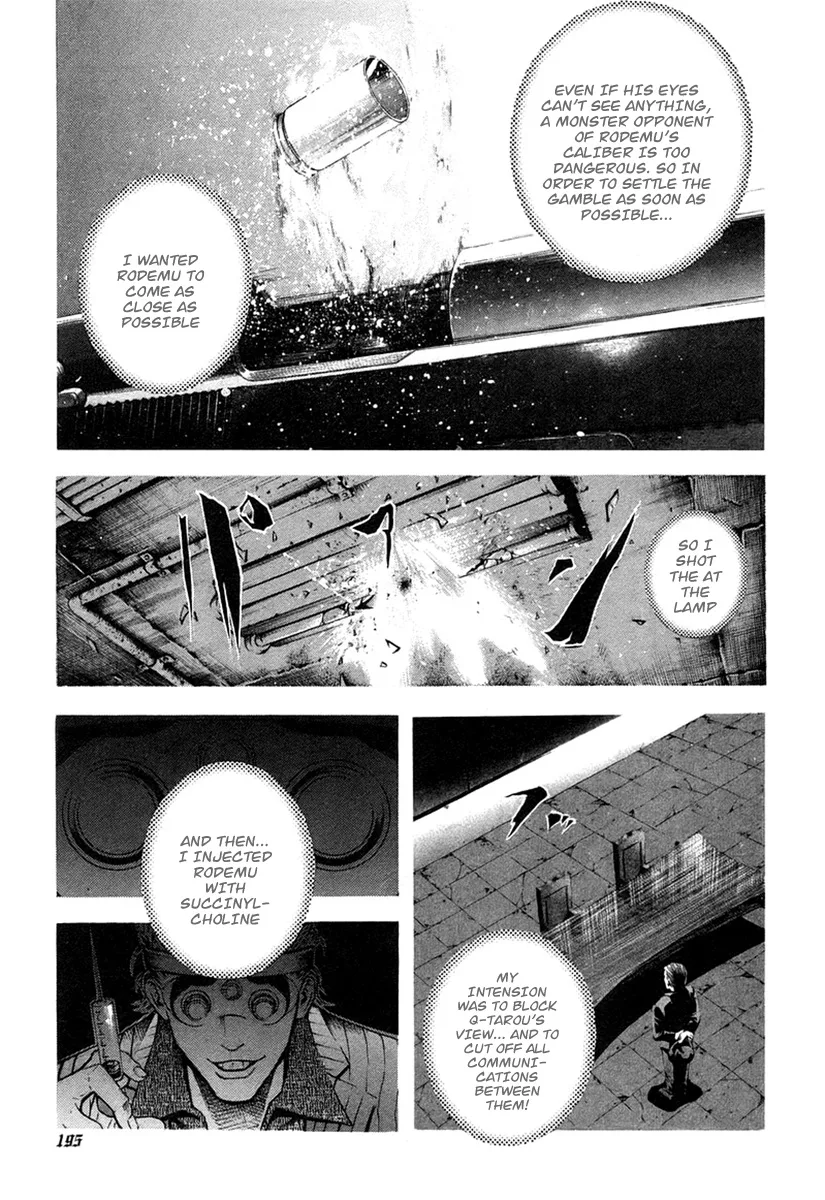 EVEN IF HIS EYES
CAN'T SEE ANYTHING,
A MONSTER OPPONENT
OF RODEMU'S
CALIBER IS TOO
DANGEROUS. SO IN
ORDER TO SETTLE THE
GAMBLE AS SOON AS
POSSIBLE...
I WANTED
RODEMU TO
COME AS
CLOSE AS
POSSIBLE
バァン
SO I
SHOT
THE AT
THE
LAMP
AND THEN...
I INJECTED
RODEMU
WITH
SUCCINYL-
CHOLINE
MY
INTENSION
WAS TO BLOCK
Q-TAROU'S
VIEW... AND TO
CUT OFF ALL
COMMUNI-
CATIONS
BETWEEN
THEM!
195